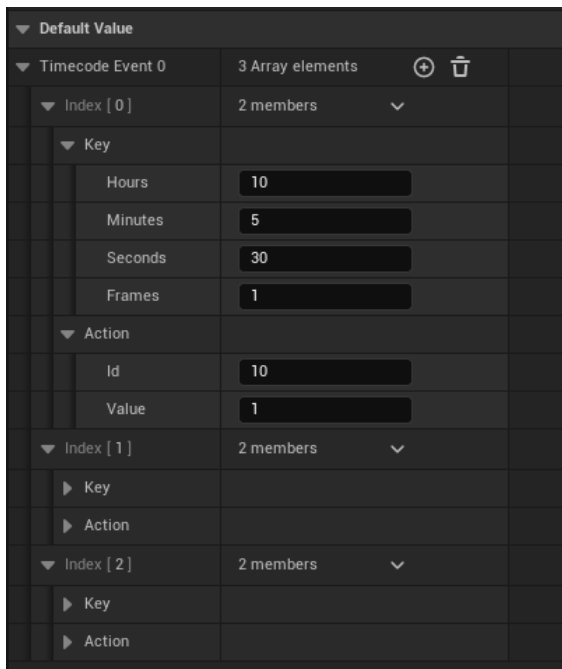 Default Value
Timecode Event 0 3 Array elements
Index [ 0 ] 2 members
Key
Hours 10
Minutes 5
Seconds 30
Frames 1
Action
Id 10
Value 1
Index [ 1 ] 2 members
Key
Action
Index [ 2 ] 2 members
Key
Action